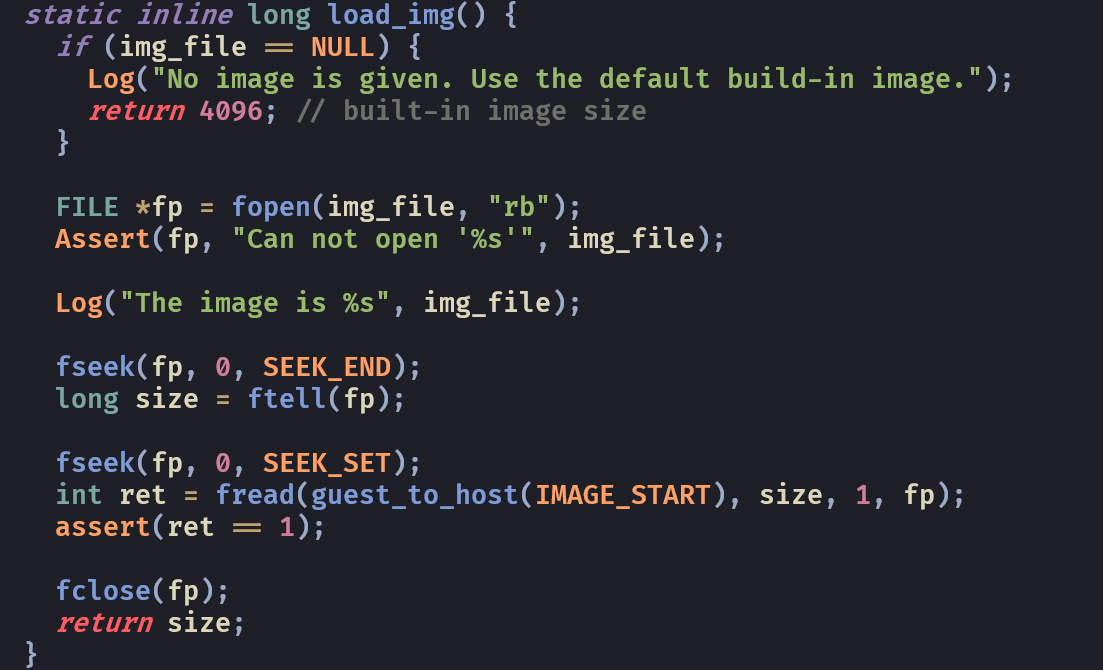 static inline long load_img() {
  if (img_file == NULL) {
    Log("No image is given. Use the default build-in image.");
    return 4096; // built-in image size
  }

  FILE *fp = fopen(img_file, "rb");
  Assert(fp, "Can not open '%s'", img_file);

  Log("The image is %s", img_file);

  fseek(fp, 0, SEEK_END);
  long size = ftell(fp);

  fseek(fp, 0, SEEK_SET);
  int ret = fread(guest_to_host(IMAGE_START), size, 1, fp);
  assert(ret == 1);

  fclose(fp);
  return size;
}